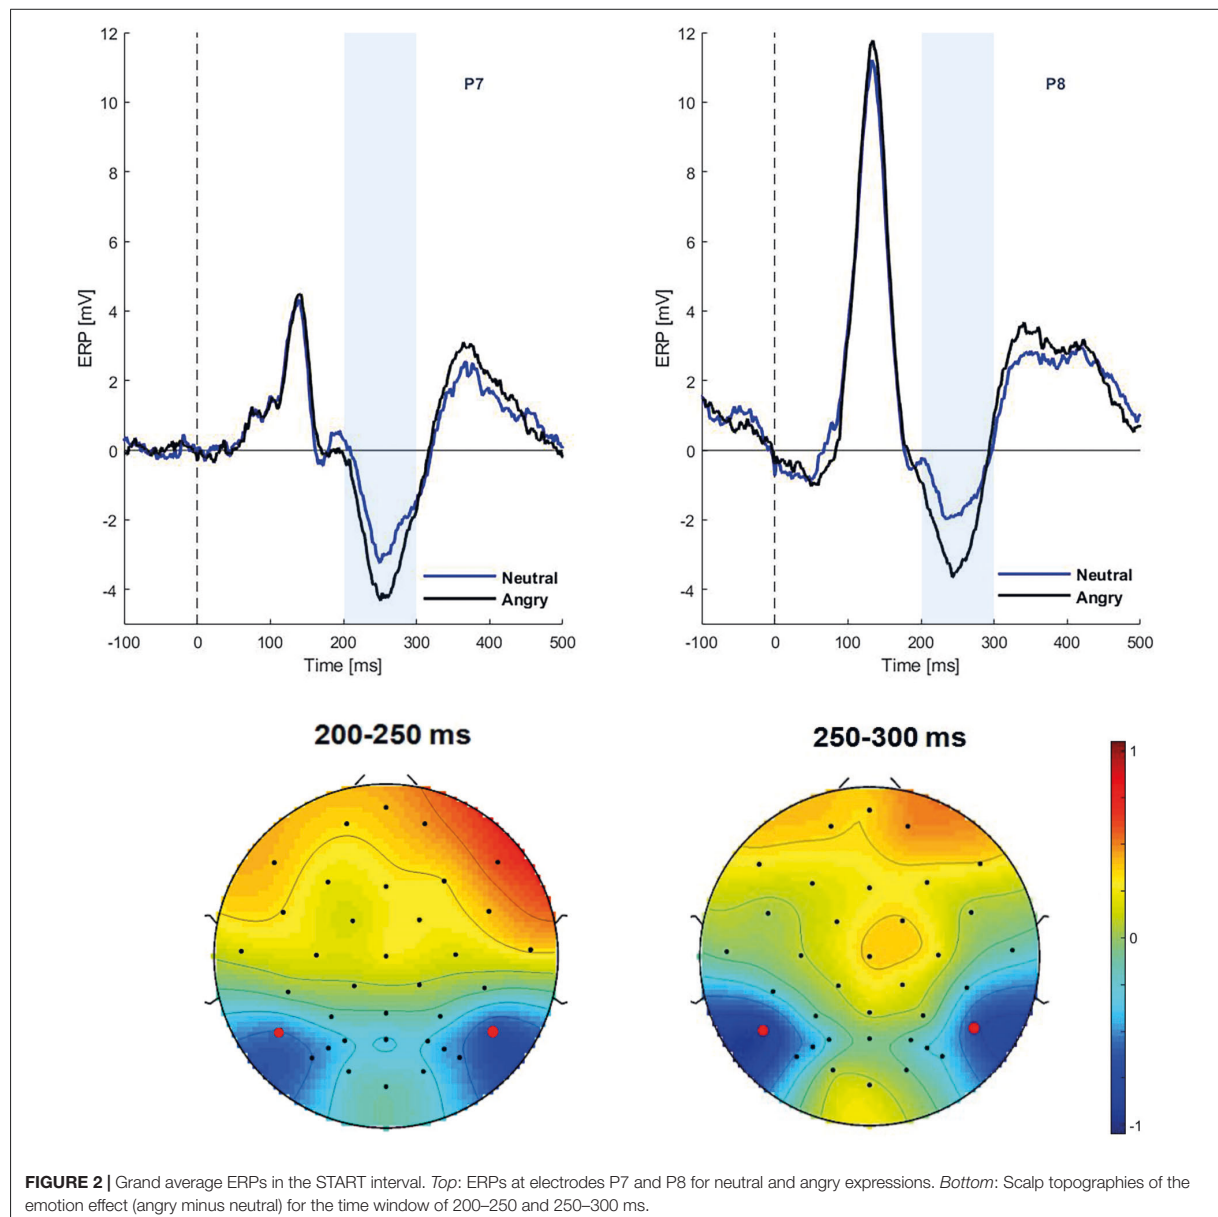 12
10
8
6
4
2
0
-2
-4
ERP [mV]
P7
Neutral
Angry
-100 0 100 200 300 400 500
Time [ms]
12
10
8
6
4
2
0
-2
-4
ERP [mV]
P8
Neutral
Angry
-100 0 100 200 300 400 500
Time [ms]
200-250 ms
250-300 ms
1
0
-1
FIGURE 2 | Grand average ERPs in the START interval. Top: ERPs at electrodes P7 and P8 for neutral and angry expressions. Bottom: Scalp topographies of the
emotion effect (angry minus neutral) for the time window of 200–250 and 250–300 ms.